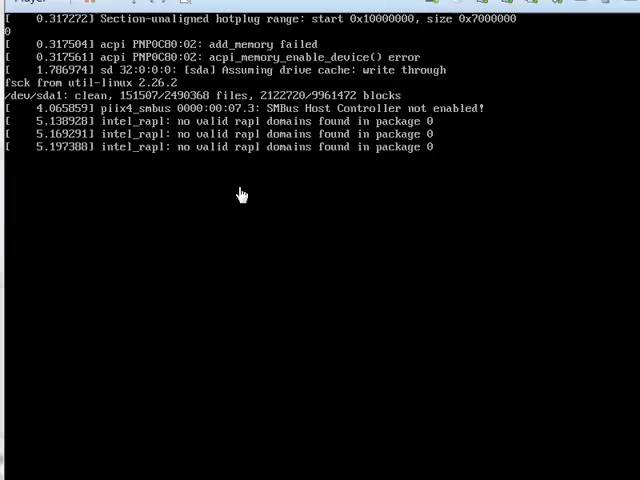 [    0.317272] Section-unaligned hotplug range: start 0x10000000, size 0x7000000
0
[    0.317504] acpi PNP0C80:02: add_memory failed
[    0.317561] acpi PNP0C80:02: acpi_memory_enable_device() error
[    1.786974] sd 32:0:0:0: [sda] Assuming drive cache: write through
fsck from util-linux 2.26.2
/dev/sda1: clean, 151507/2490368 files, 2122720/9961472 blocks
[    4.065859] piix4_smbus 0000:00:07.3: SMBus Host Controller not enabled!
[    5.138928] intel_rapl: no valid rapl domains found in package 0
[    5.169291] intel_rapl: no valid rapl domains found in package 0
[    5.197388] intel_rapl: no valid rapl domains found in package 0